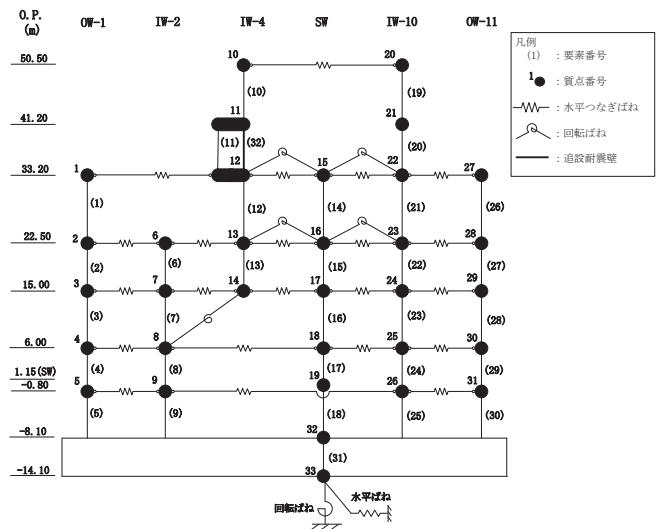 O.P.
(m)
OW-1 IW-2 IW-4 SW IW-10 OW-11
凡例
(1) : 要素番号
1 : 質点番号
: 水平つなぎばね
: 回転ばね
: 追設耐震壁
50.50 10 20
(10) (19)
41.20 11 21
(11) (32) (20)
33.20 1 12 15 22 27
(1) (12) (14) (21) (26)
22.50 2 6 13 16 23 28
(2) (6) (13) (15) (22) (27)
15.00 3 7 14 17 24 29
(3) (7) (16) (23) (28)
6.00 4 8 18 25 30
(4) (8) (17) (24) (29)
1.15(SW) 19
-0.80 5 9 26 31
(5) (9) (18) (25) (30)
-8.10 32
(31)
-14.10 33
回転ばね 水平ばね